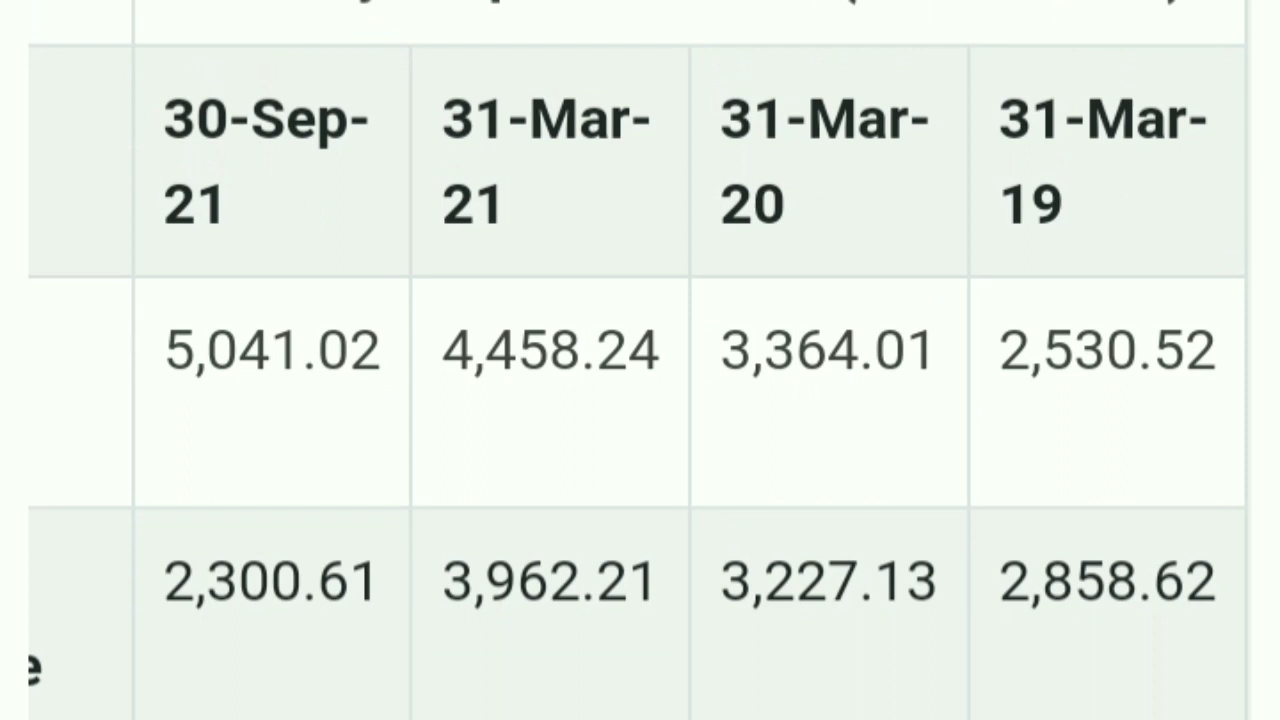 30-Sep- 31-Mar- 31-Mar- 31-Mar-
21 21 20 19
5,041.02 4,458.24 3,364.01 2,530.52
2,300.61 3,962.21 3,227.13 2,858.62
e